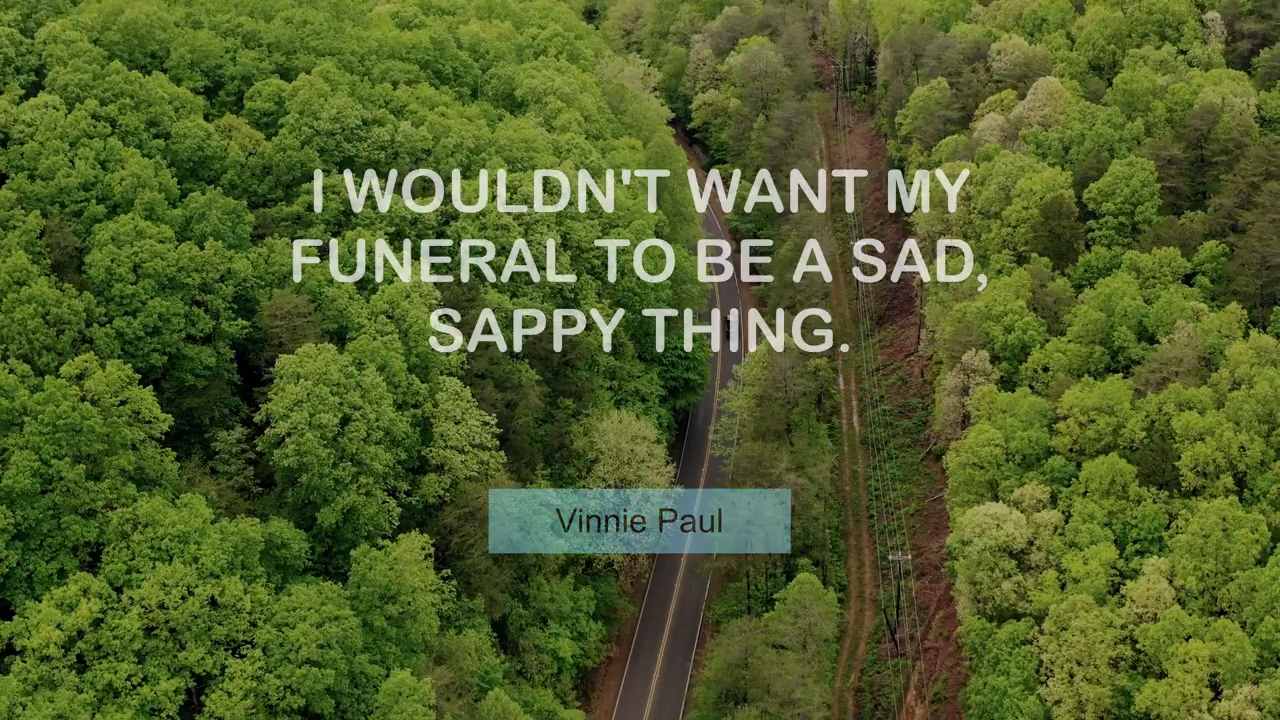 I WOULDN'T WANT MY
FUNERAL TO BE A SAD,
SAPPY THING.
Vinnie Paul